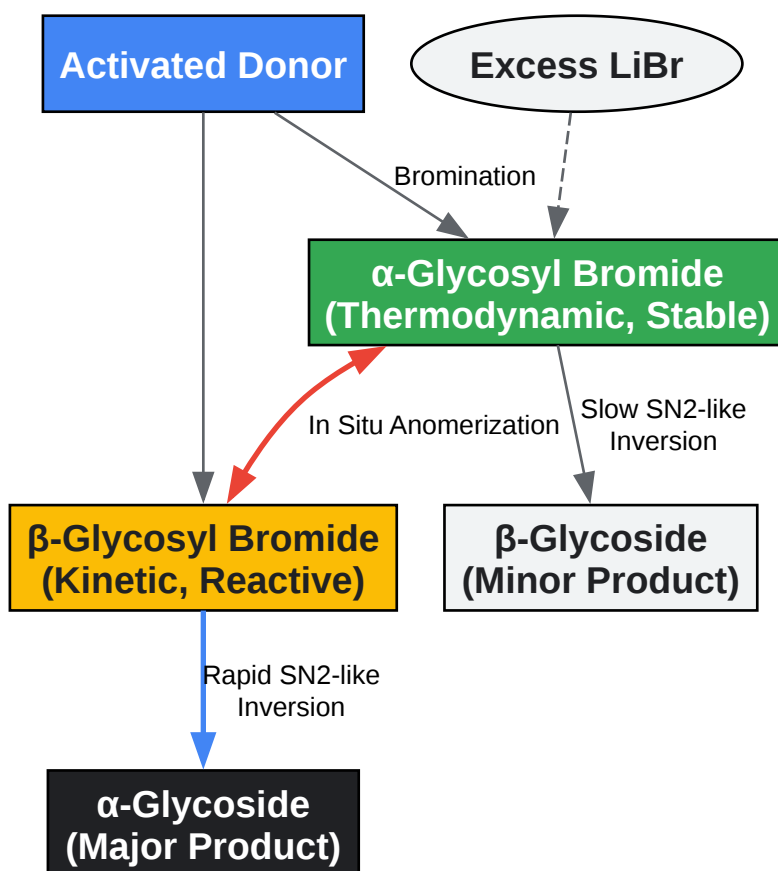 Activated Donor
Excess LiBr
Bromination
α-Glycosyl Bromide
(Thermodynamic, Stable)
In Situ Anomerization
Slow SN2-like
Inversion
β-Glycosyl Bromide
(Kinetic, Reactive)
β-Glycoside
(Minor Product)
Rapid SN2-like
Inversion
α-Glycoside
(Major Product)